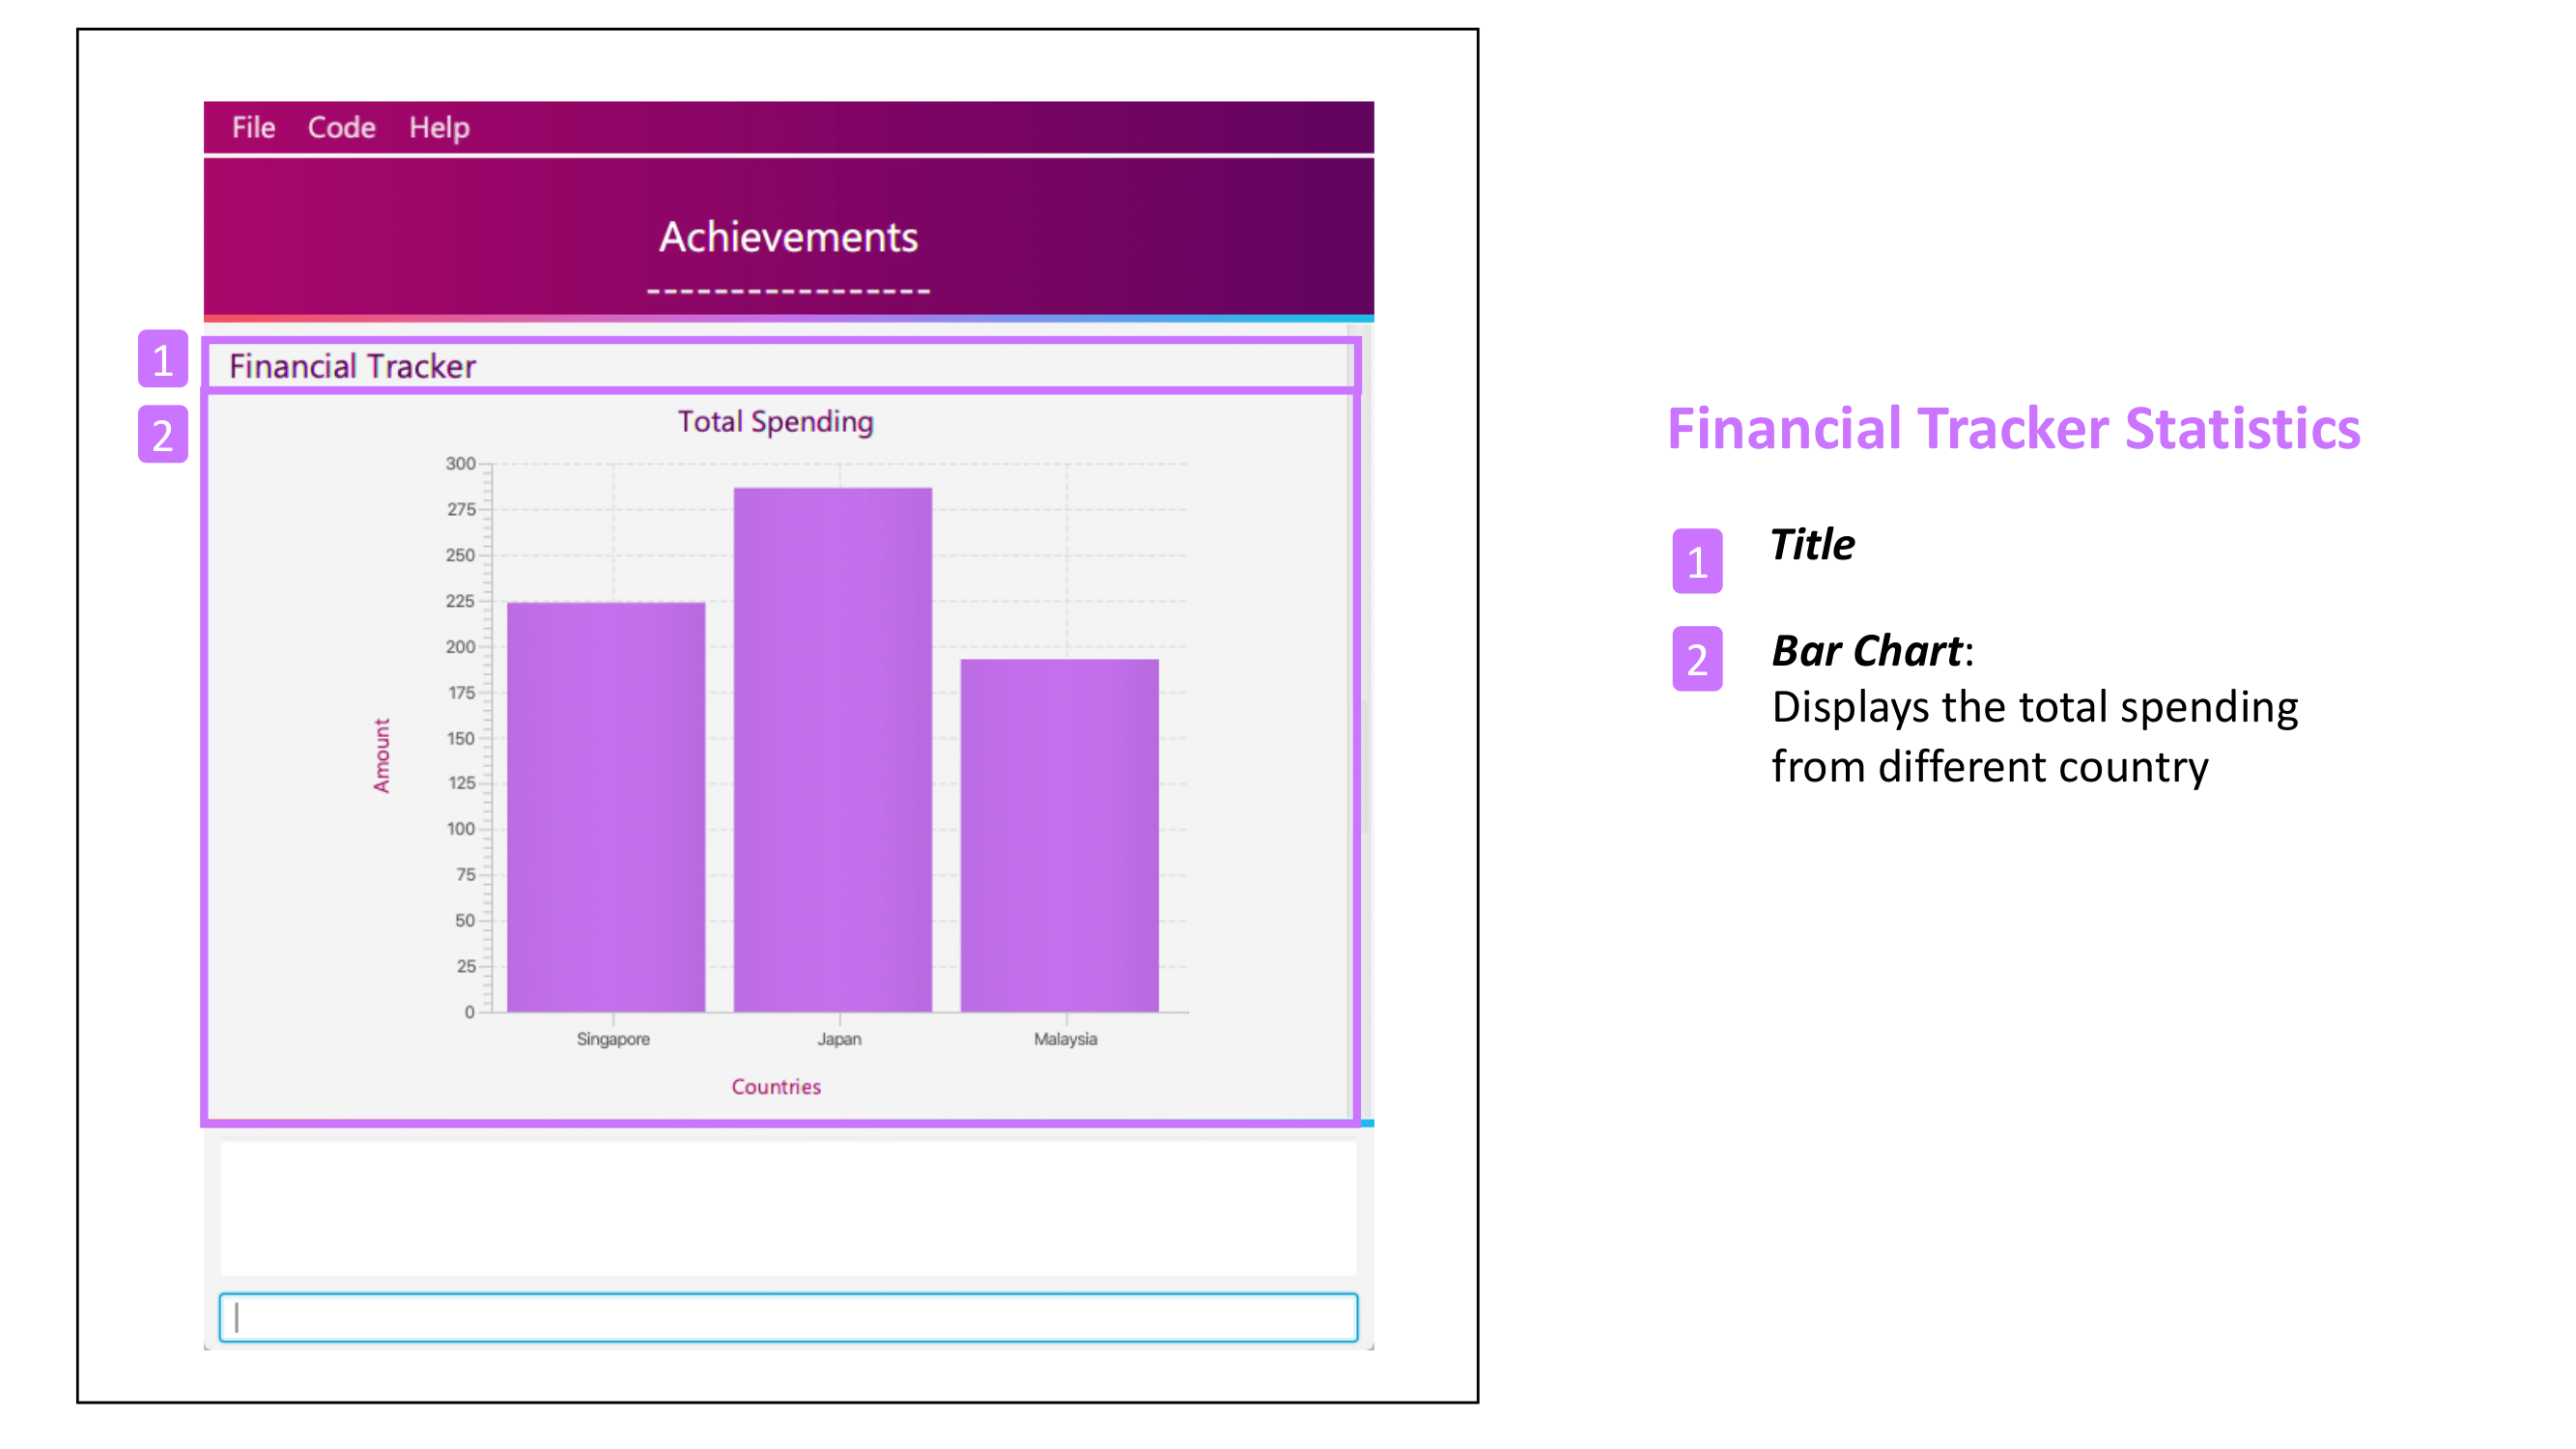 File Code Help
Achievements
-----------------
1
Financial Tracker
2
Total Spending
300
275
250
225
200
175
150
125
100
75
50
25
0
Amount
Singapore Japan Malaysia
Countries
Financial Tracker Statistics
1 Title
2 Bar Chart:
Displays the total spending
from different country